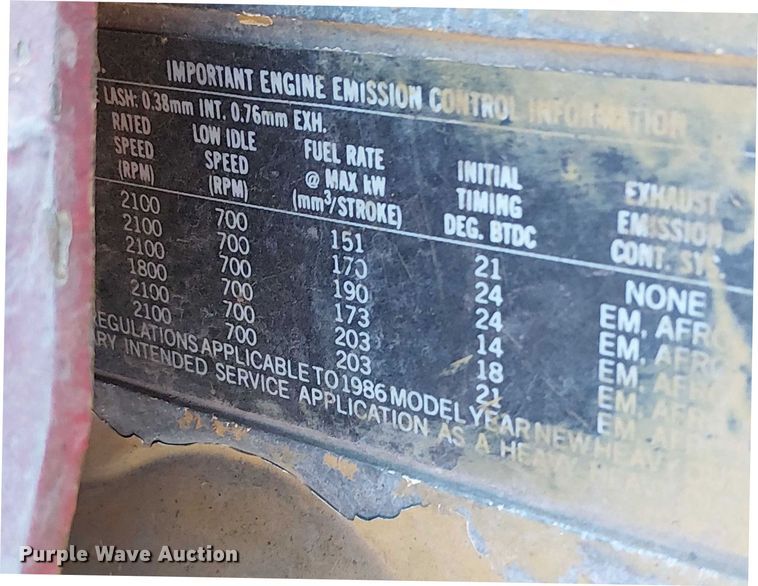 IMPORTANT ENGINE EMISSION CONTROL INFORMATION
LASH: 0.38mm INT. 0.76mm EXH.
RATED SPEED (RPM) LOW IDLE SPEED (RPM) FUEL RATE @ MAX kW (mm³/STROKE) INITIAL TIMING DEG. BTDC EXHAUST EMISSION CONT. SYS
2100 700 151 21 NONE
2100 700 170 24 EM, AFR
2100 700 190 24 EM, AFR
1800 700 173 14 EM, AFR
2100 700 203 18 EM, AFR
2100 700 203 21 EM, AFR
EGULATIONS APPLICABLE TO 1986 MODEL YEAR NEW HEAVY
RY INTENDED SERVICE APPLICATION AS A HEAVY HEAVY
Purple Wave Auction